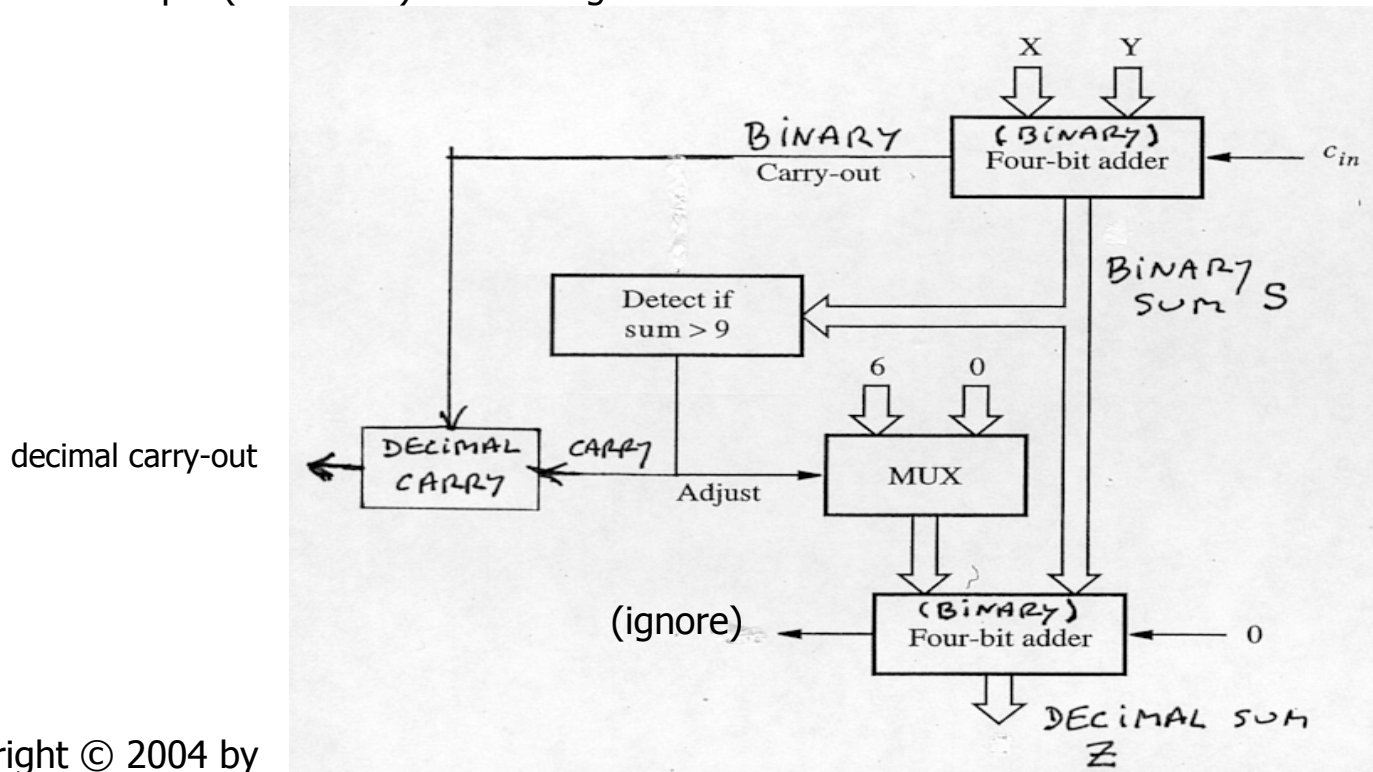 X Y
BINARY
Carry-out
(BINARY)
Four-bit adder
c_in
BINARY
SUM S
Detect if
sum > 9
6 0
decimal carry-out
DECIMAL
CARRY
CARRY
Adjust
MUX
(ignore)
(BINARY)
Four-bit adder
0
DECIMAL SUM
Z
right © 2004 by